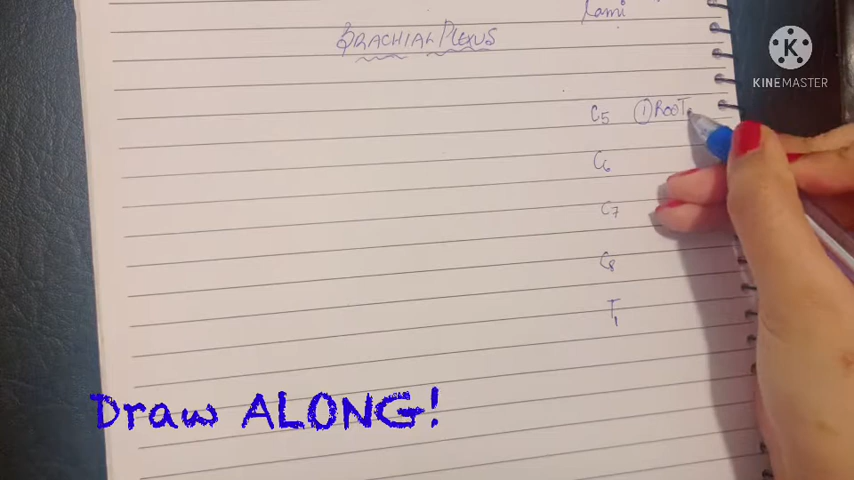 Rami
BRACHIAL PLEXUS
C5 ① ROOT
C6
C7
C8
T1
Draw ALONG!
K
KINEMASTER